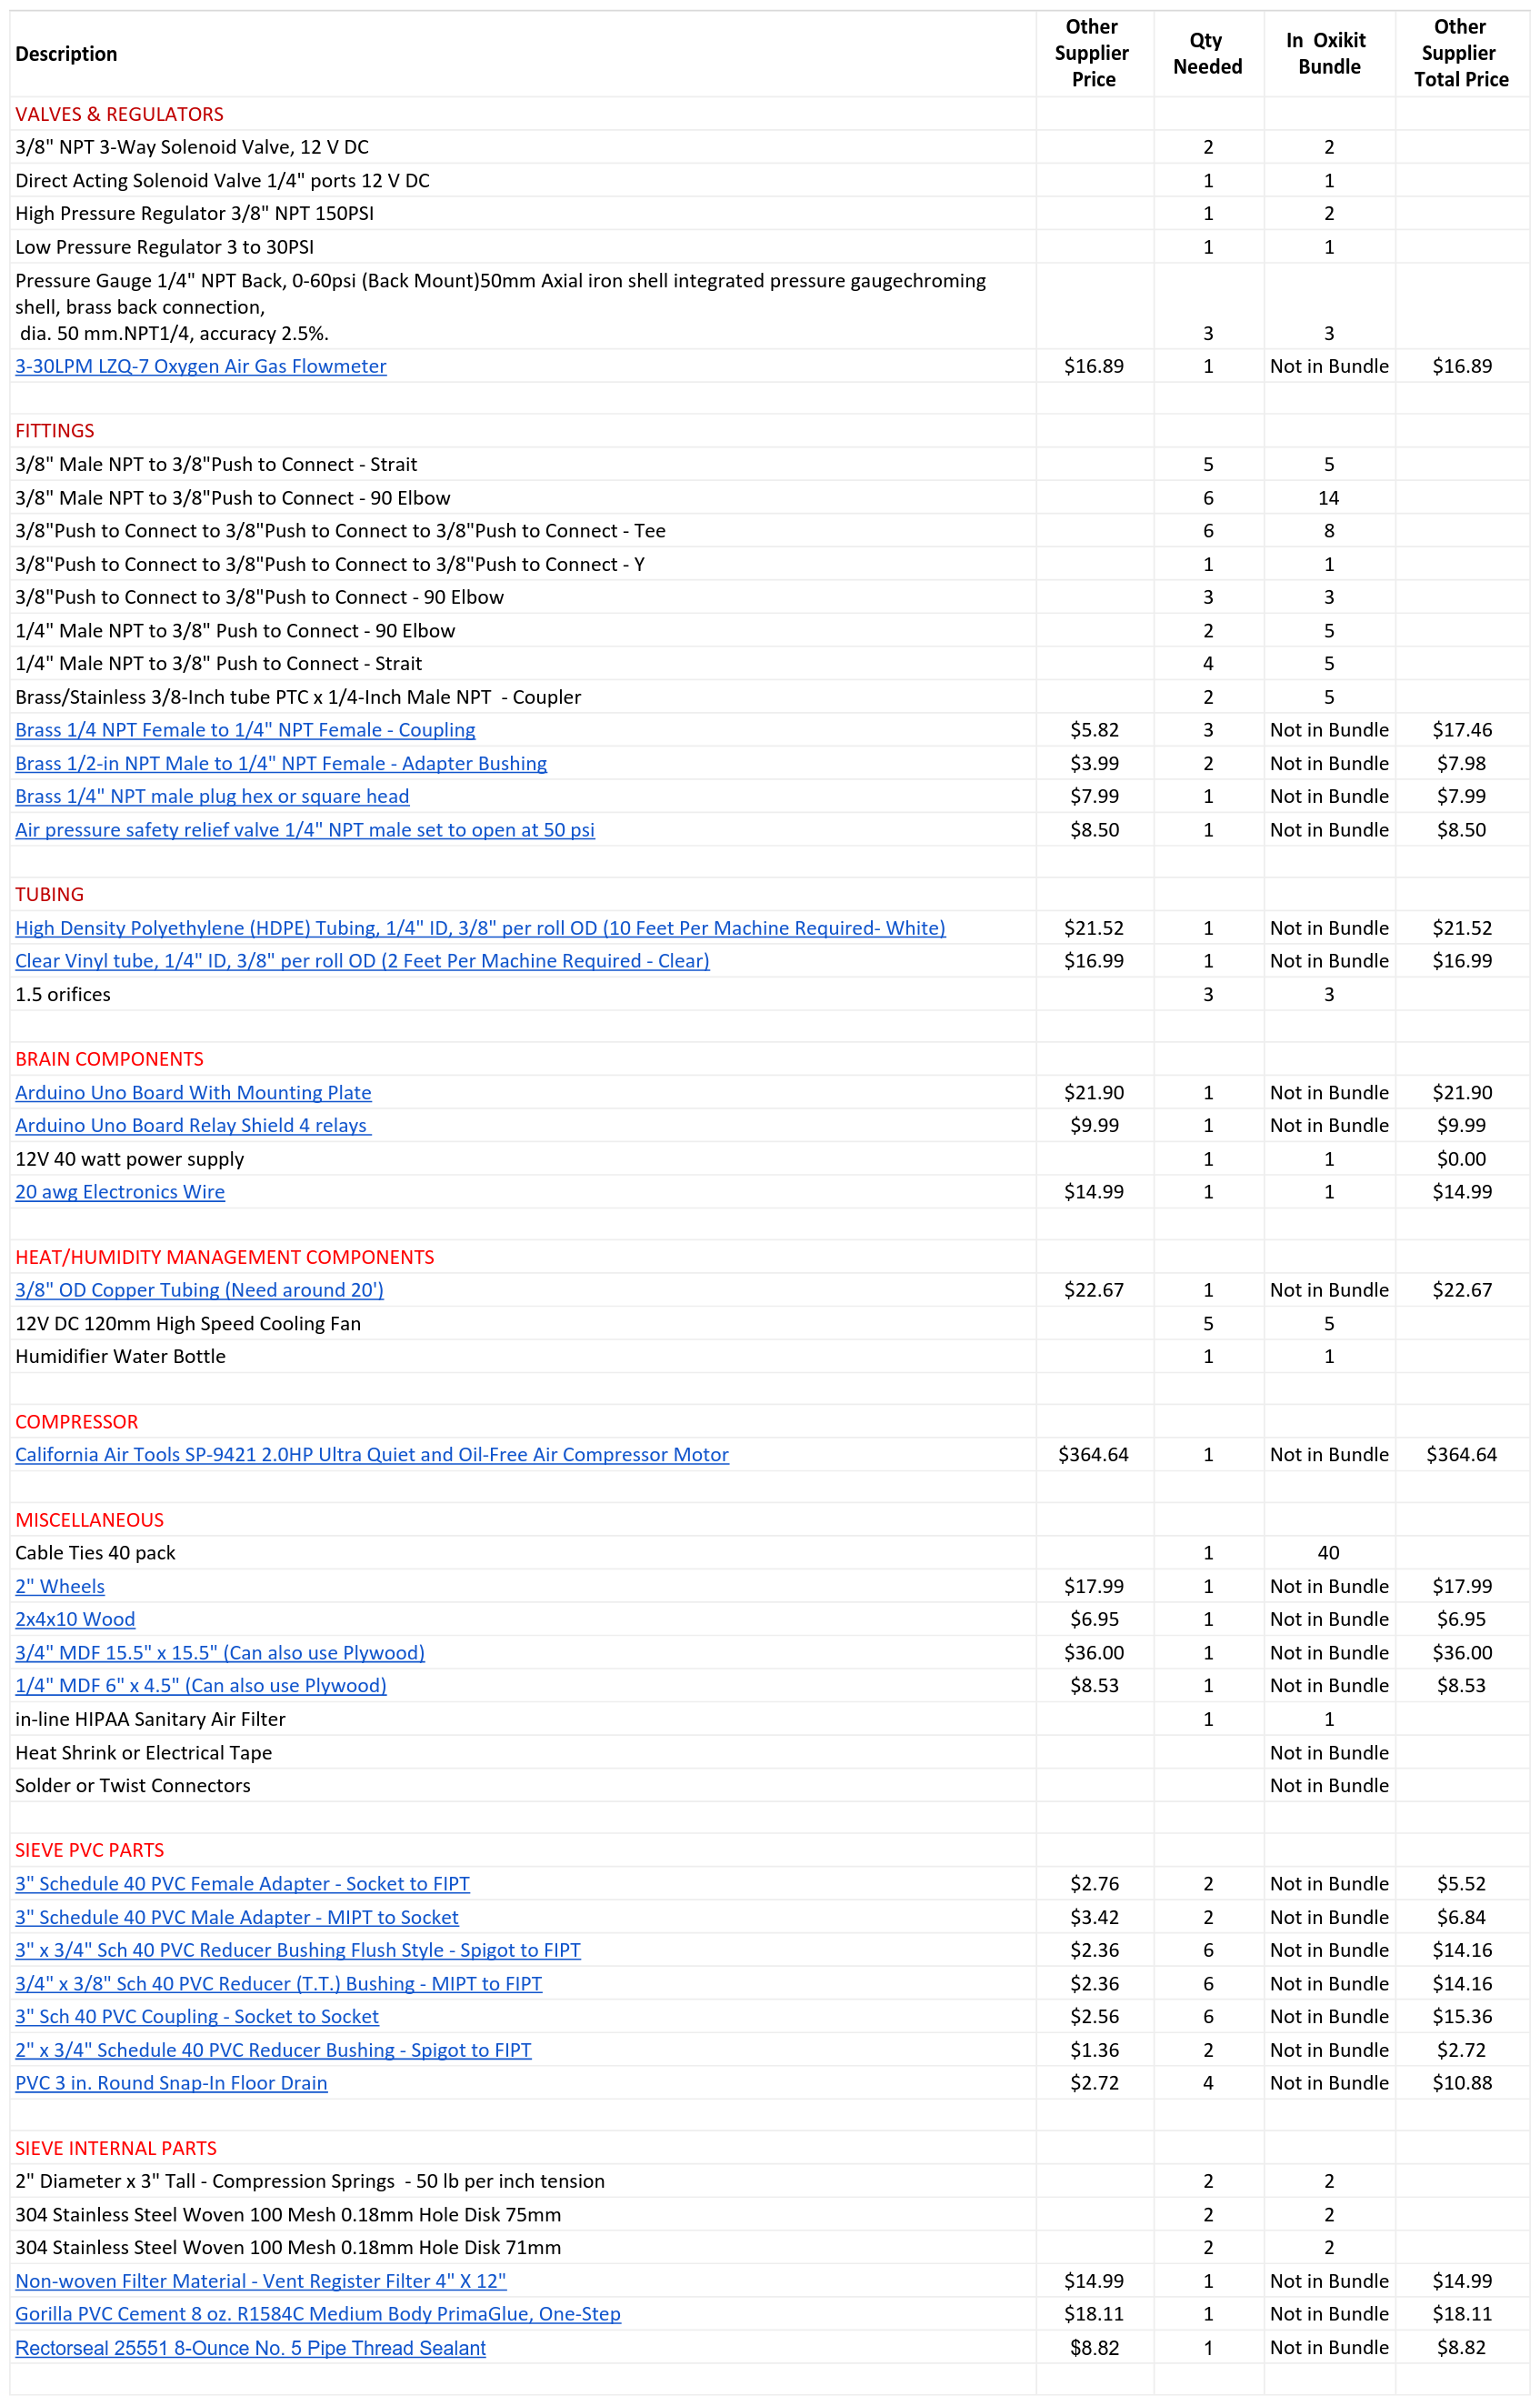 Description Other Supplier Price Qty Needed In Oxikit Bundle Other Supplier Total Price
VALVES & REGULATORS
3/8" NPT 3-Way Solenoid Valve, 12 V DC 2 2
Direct Acting Solenoid Valve 1/4" ports 12 V DC 1 1
High Pressure Regulator 3/8" NPT 150PSI 1 2
Low Pressure Regulator 3 to 30PSI 1 1
Pressure Gauge 1/4" NPT Back, 0-60psi (Back Mount)50mm Axial iron shell integrated pressure gaugechroming
shell, brass back connection,
dia. 50 mm.NPT1/4, accuracy 2.5%. 3 3
3-30LPM LZQ-7 Oxygen Air Gas Flowmeter $16.89 1 Not in Bundle $16.89
FITTINGS
3/8" Male NPT to 3/8"Push to Connect - Strait 5 5
3/8" Male NPT to 3/8"Push to Connect - 90 Elbow 6 14
3/8"Push to Connect to 3/8"Push to Connect to 3/8"Push to Connect - Tee 6 8
3/8"Push to Connect to 3/8"Push to Connect to 3/8"Push to Connect - Y 1 1
3/8"Push to Connect to 3/8"Push to Connect - 90 Elbow 3 3
1/4" Male NPT to 3/8" Push to Connect - 90 Elbow 2 5
1/4" Male NPT to 3/8" Push to Connect - Strait 4 5
Brass/Stainless 3/8-Inch tube PTC x 1/4-Inch Male NPT - Coupler 2 5
Brass 1/4 NPT Female to 1/4" NPT Female - Coupling $5.82 3 Not in Bundle $17.46
Brass 1/2-in NPT Male to 1/4" NPT Female - Adapter Bushing $3.99 2 Not in Bundle $7.98
Brass 1/4" NPT male plug hex or square head $7.99 1 Not in Bundle $7.99
Air pressure safety relief valve 1/4" NPT male set to open at 50 psi $8.50 1 Not in Bundle $8.50
TUBING
High Density Polyethylene (HDPE) Tubing, 1/4" ID, 3/8" per roll OD (10 Feet Per Machine Required- White) $21.52 1 Not in Bundle $21.52
Clear Vinyl tube, 1/4" ID, 3/8" per roll OD (2 Feet Per Machine Required - Clear) $16.99 1 Not in Bundle $16.99
1.5 orifices 3 3
BRAIN COMPONENTS
Arduino Uno Board With Mounting Plate $21.90 1 Not in Bundle $21.90
Arduino Uno Board Relay Shield 4 relays $9.99 1 Not in Bundle $9.99
12V 40 watt power supply 1 1 $0.00
20 awg Electronics Wire $14.99 1 1 $14.99
HEAT/HUMIDITY MANAGEMENT COMPONENTS
3/8" OD Copper Tubing (Need around 20') $22.67 1 Not in Bundle $22.67
12V DC 120mm High Speed Cooling Fan 5 5
Humidifier Water Bottle 1 1
COMPRESSOR
California Air Tools SP-9421 2.0HP Ultra Quiet and Oil-Free Air Compressor Motor $364.64 1 Not in Bundle $364.64
MISCELLANEOUS
Cable Ties 40 pack 1 40
2" Wheels $17.99 1 Not in Bundle $17.99
2x4x10 Wood $6.95 1 Not in Bundle $6.95
3/4" MDF 15.5" x 15.5" (Can also use Plywood) $36.00 1 Not in Bundle $36.00
1/4" MDF 6" x 4.5" (Can also use Plywood) $8.53 1 Not in Bundle $8.53
in-line HIPAA Sanitary Air Filter 1 1
Heat Shrink or Electrical Tape Not in Bundle
Solder or Twist Connectors Not in Bundle
SIEVE PVC PARTS
3" Schedule 40 PVC Female Adapter - Socket to FIPT $2.76 2 Not in Bundle $5.52
3" Schedule 40 PVC Male Adapter - MIPT to Socket $3.42 2 Not in Bundle $6.84
3" x 3/4" Sch 40 PVC Reducer Bushing Flush Style - Spigot to FIPT $2.36 6 Not in Bundle $14.16
3/4" x 3/8" Sch 40 PVC Reducer (T.T.) Bushing - MIPT to FIPT $2.36 6 Not in Bundle $14.16
3" Sch 40 PVC Coupling - Socket to Socket $2.56 6 Not in Bundle $15.36
2" x 3/4" Schedule 40 PVC Reducer Bushing - Spigot to FIPT $1.36 2 Not in Bundle $2.72
PVC 3 in. Round Snap-In Floor Drain $2.72 4 Not in Bundle $10.88
SIEVE INTERNAL PARTS
2" Diameter x 3" Tall - Compression Springs - 50 lb per inch tension 2 2
304 Stainless Steel Woven 100 Mesh 0.18mm Hole Disk 75mm 2 2
304 Stainless Steel Woven 100 Mesh 0.18mm Hole Disk 71mm 2 2
Non-woven Filter Material - Vent Register Filter 4" X 12" $14.99 1 Not in Bundle $14.99
Gorilla PVC Cement 8 oz. R1584C Medium Body PrimaGlue, One-Step $18.11 1 Not in Bundle $18.11
Rectorseal 25551 8-Ounce No. 5 Pipe Thread Sealant $8.82 1 Not in Bundle $8.82